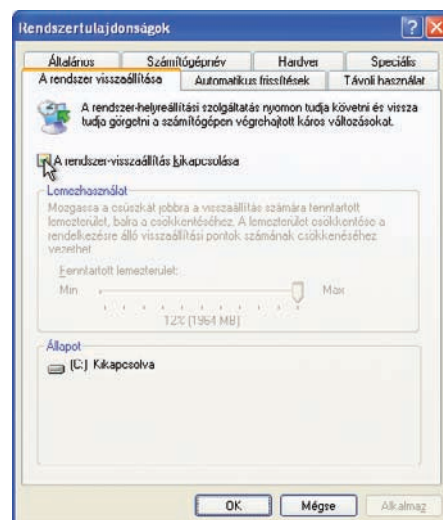 Rendszertulajdonságok
Általános Számítógépnév Hardver Speciális
A rendszer visszaállítása Automatikus frissítések Távoli használat
A rendszer-helyreállítási szolgáltatás nyomon tudja követni és vissza
tudja görgetni a számítógépen végrehajtott káros változásokat.
A rendszer-visszaállítás kikapcsolása
Lemezhasználat
Mozgassa a csúszkát jobbra a visszaállítás számára fenntartott
lemezterület, balra a csökkentéséhez. A lemezterület csökkentése a
rendelkezésre álló visszaállítási pontok számának csökkenéséhez
vezethet
Fenntartott lemezterület:
Min Max
12% (1964 MB)
Állapot
(C:) Kikapcsolva
OK Mégse Alkalmaz